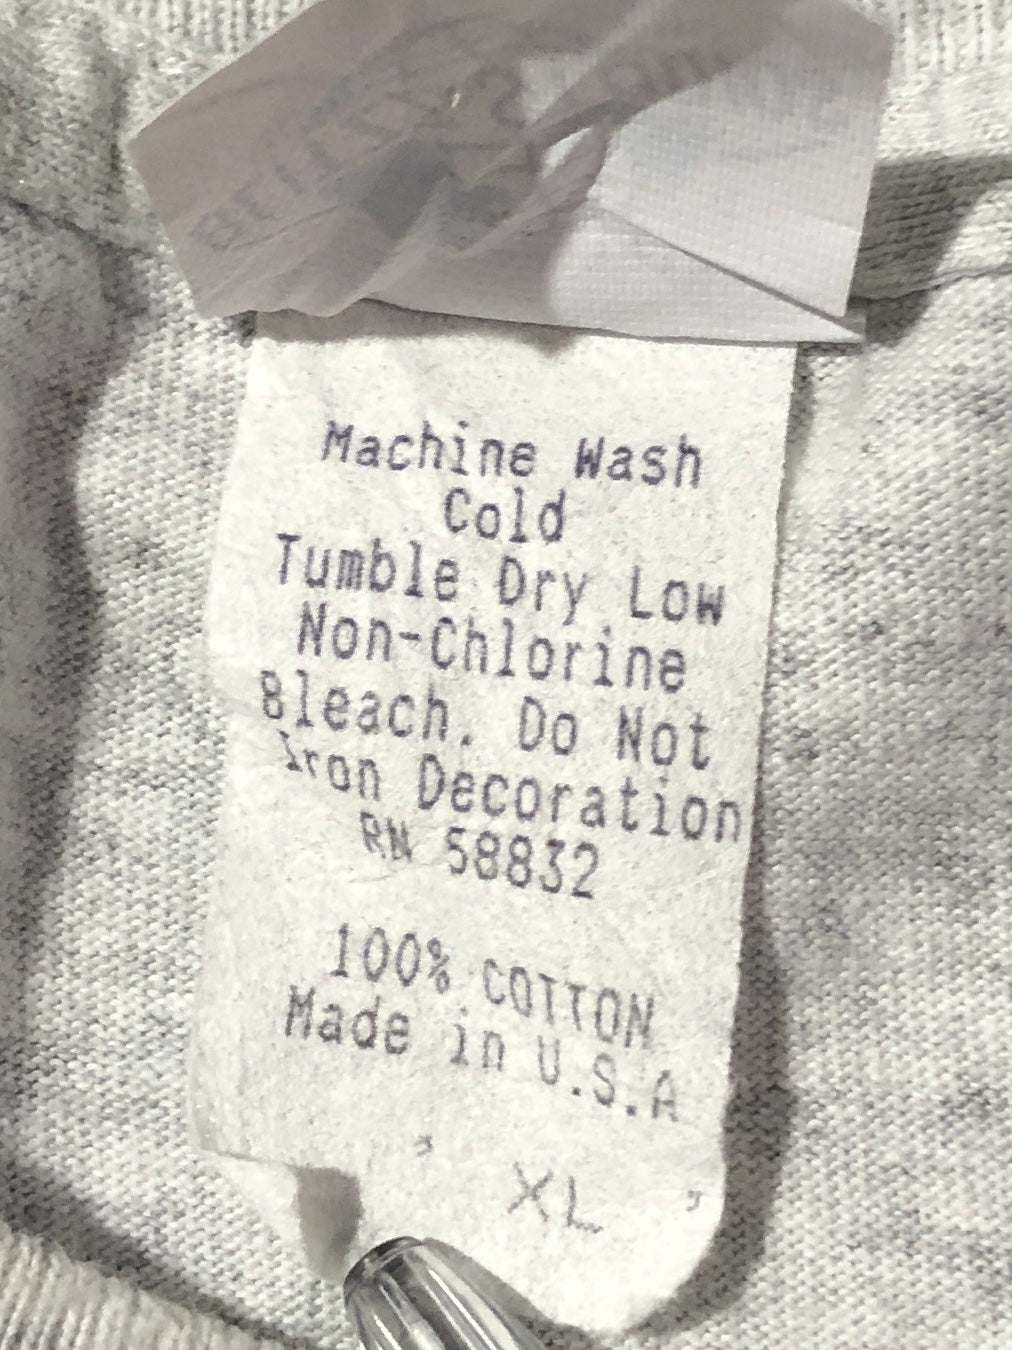 Machine Wash
Cold
Tumble Dry Low
Non-Chlorine
Bleach. Do Not
Iron Decoration
RN 58832
100% COTTON
Made in U.S.A
XL